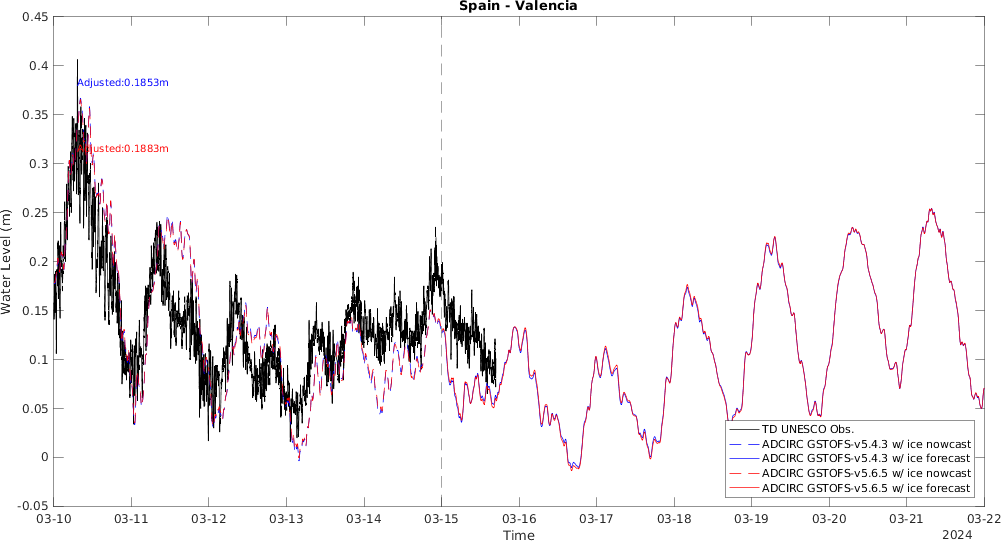 Spain - Valencia
0.45
0.4
0.35
0.3
0.25
0.2
0.15
0.1
0.05
0
-0.05
Water Level (m)
Adjusted:0.1853m
Adjusted:0.1883m
TD UNESCO Obs.
ADCIRC GSTOFS-v5.4.3 w/ ice nowcast
ADCIRC GSTOFS-v5.4.3 w/ ice forecast
ADCIRC GSTOFS-v5.6.5 w/ ice nowcast
ADCIRC GSTOFS-v5.6.5 w/ ice forecast
03-10 03-11 03-12 03-13 03-14 03-15 03-16 03-17 03-18 03-19 03-20 03-21 03-22
Time
2024